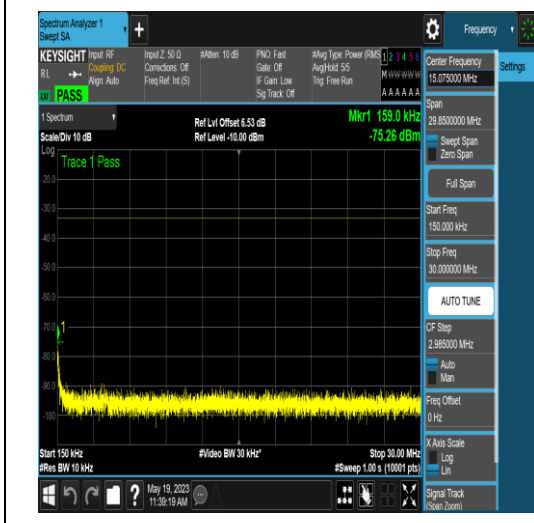 Spectrum Analyzer 1
Swept SA
Frequency
KEYSIGHT
RL
PASS
Input: RF
Coupling: DC
Align: Auto
Input Z: 50 Ω
Corrections: Off
Freq Ref: Int (S)
#Atten: 10 dB
PNO: Fast
Gate: Off
IF Gain: Low
Sig Track: Off
#Avg Type: Power (RMS
Avg|Hold: 5/5
Trig: Free Run
1 2 3 4 5 6
M W W W W W
A A A A A A
Center Frequency
15.075000 MHz
Settings
Span
29.8500000 MHz
Swept Span
Zero Span
Full Span
Start Freq
150.000 kHz
Stop Freq
30.000000 MHz
AUTO TUNE
CF Step
2.985000 MHz
Auto
Man
Freq Offset
0 Hz
X Axis Scale
Log
Lin
Signal Track
(Span Zoom)
1 Spectrum
Scale/Div 10 dB
Ref Lvl Offset 6.53 dB
Ref Level -10.00 dBm
Mkr1 159.0 kHz
-75.26 dBm
Log
Trace 1 Pass
-20.0
-30.0
-40.0
-50.0
-60.0
-70.0
1
-80.0
-90.0
-100
Start 150 kHz
#Res BW 10 kHz
#Video BW 30 kHz*
Stop 30.00 MHz
#Sweep 1.00 s (10001 pts)
May 19, 2023
11:39:19 AM